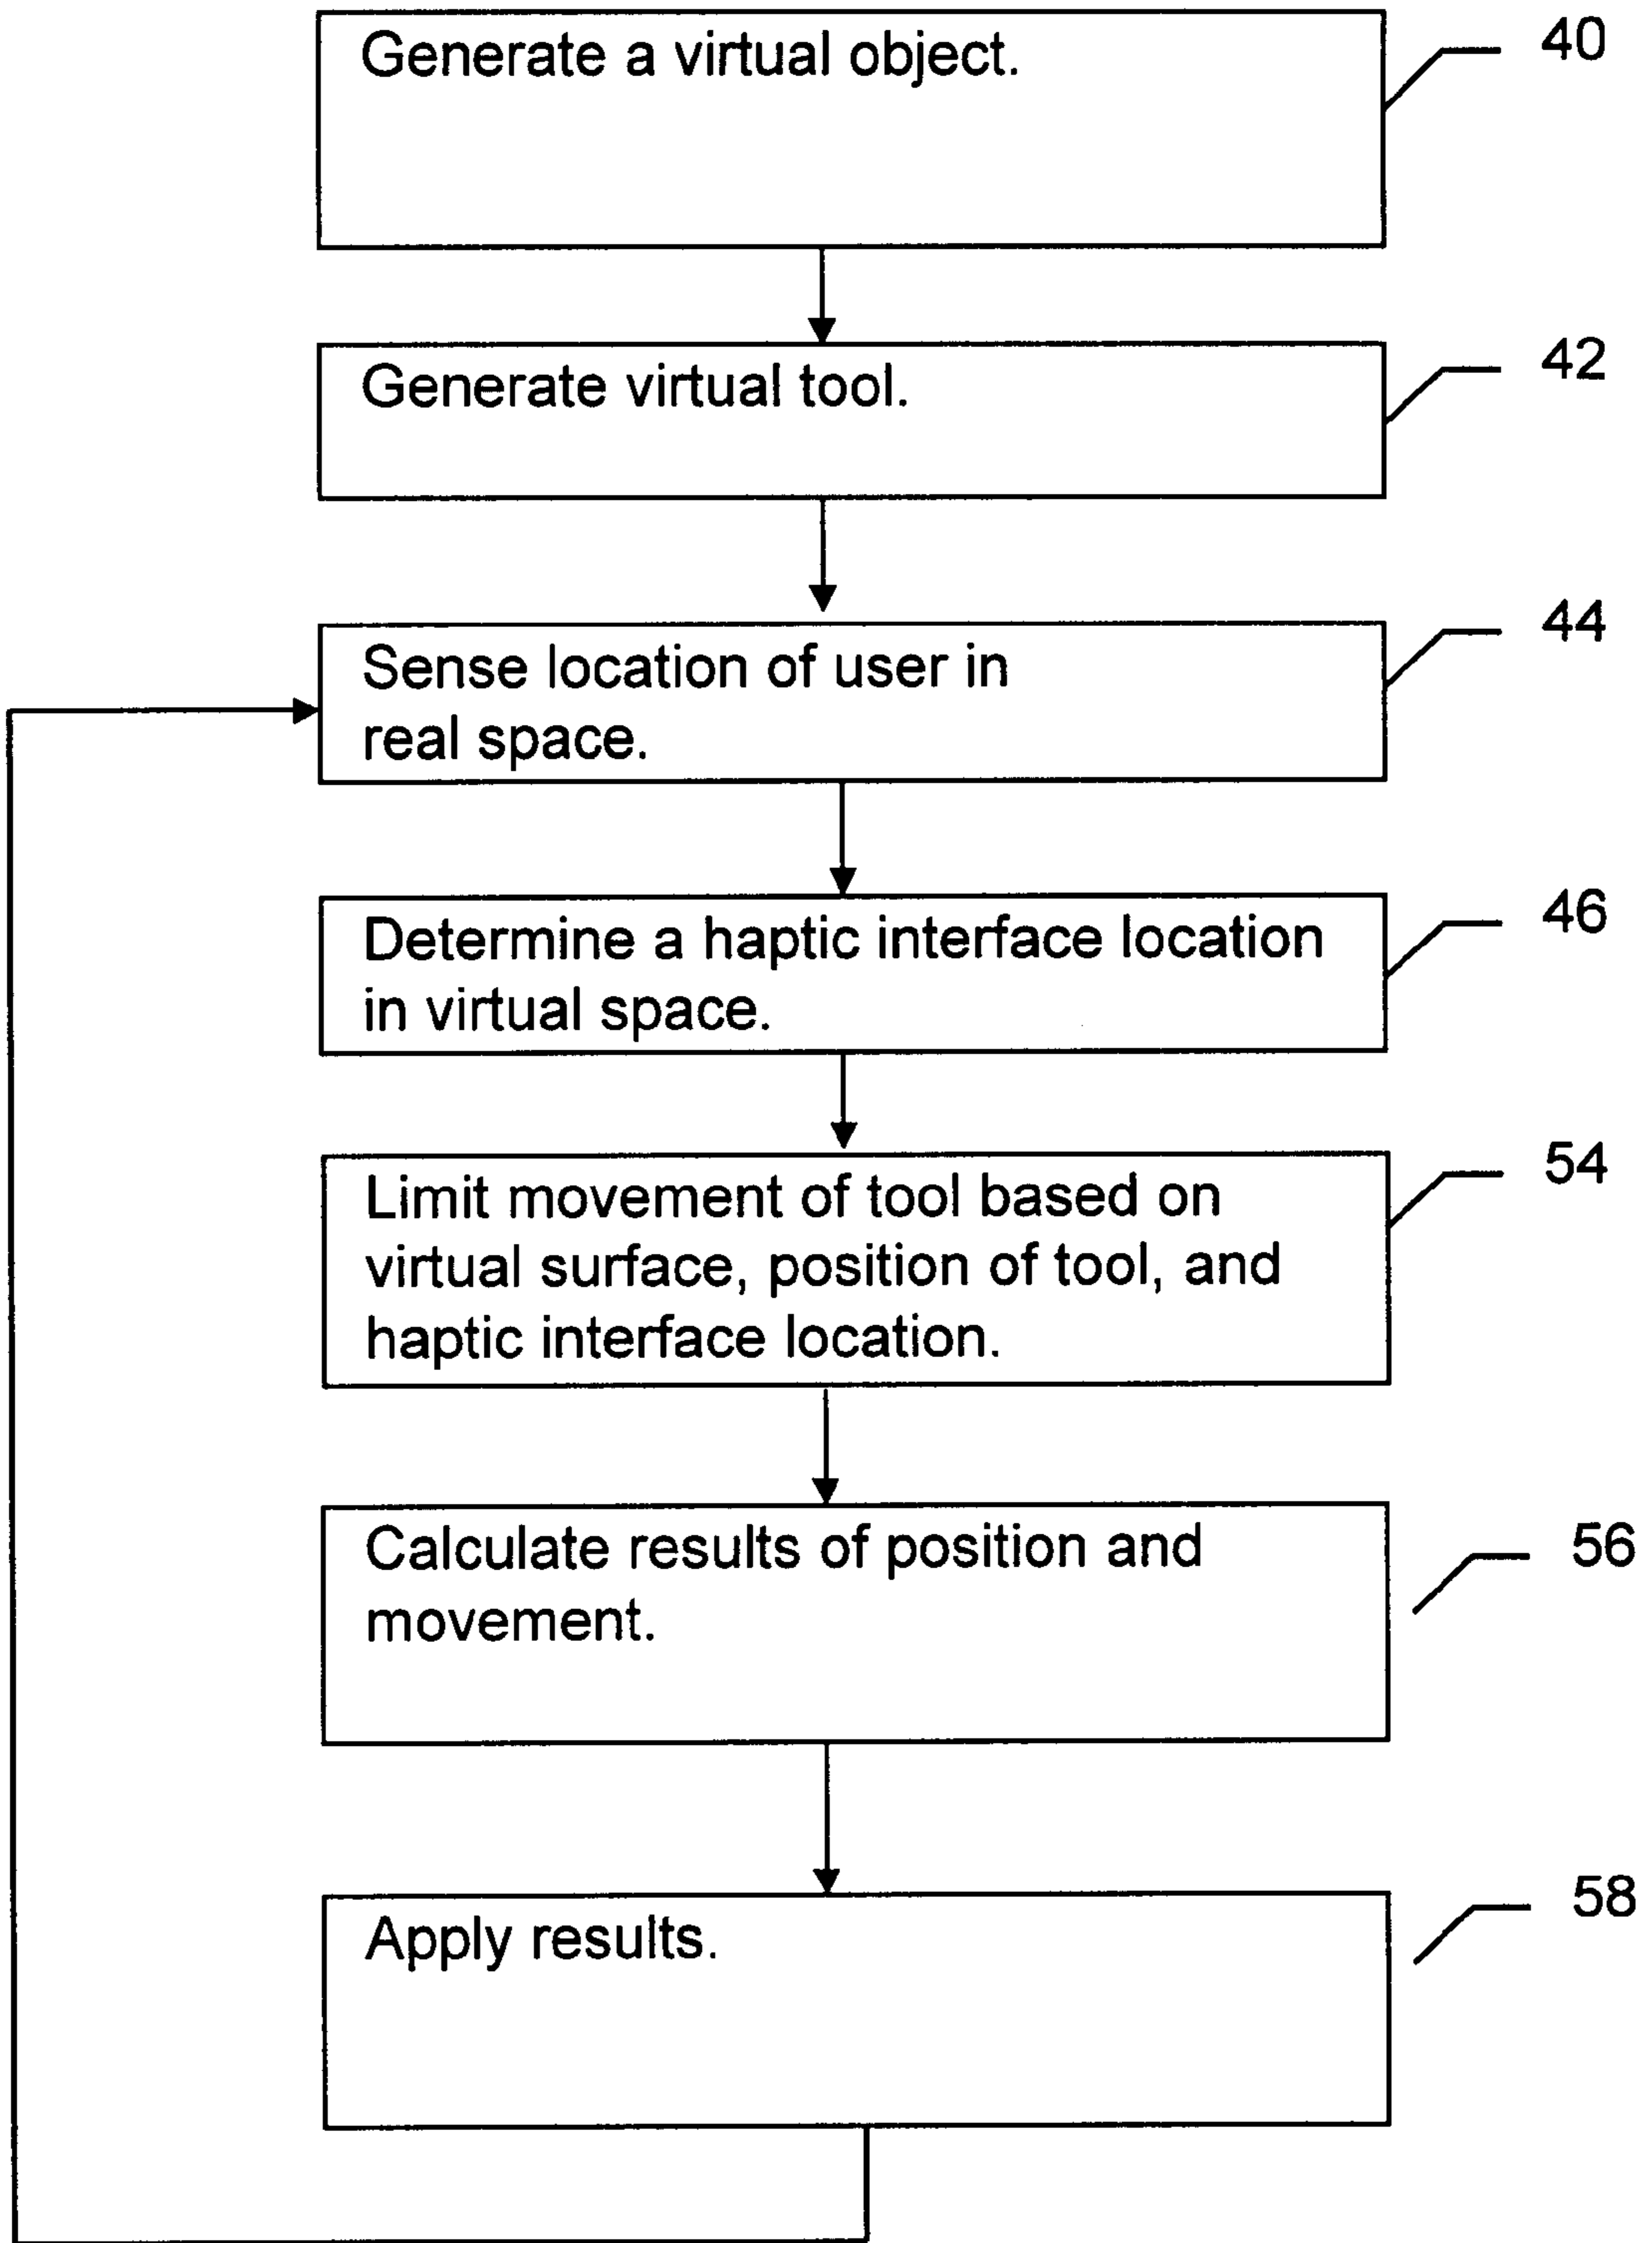 Generate a virtual object.
40
Generate virtual tool.
42
Sense location of user in
real space.
44
Determine a haptic interface location
in virtual space.
46
Limit movement of tool based on
virtual surface, position of tool, and
haptic interface location.
54
Calculate results of position and
movement.
56
Apply results.
58